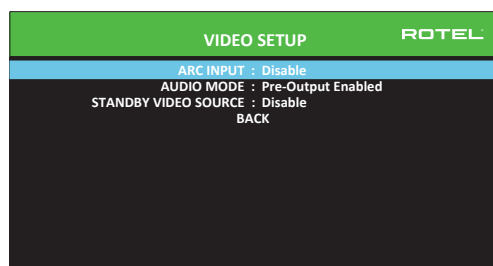 VIDEO SETUP
ROTEL
ARC INPUT : Disable
AUDIO MODE : Pre-Output Enabled
STANDBY VIDEO SOURCE : Disable
BACK